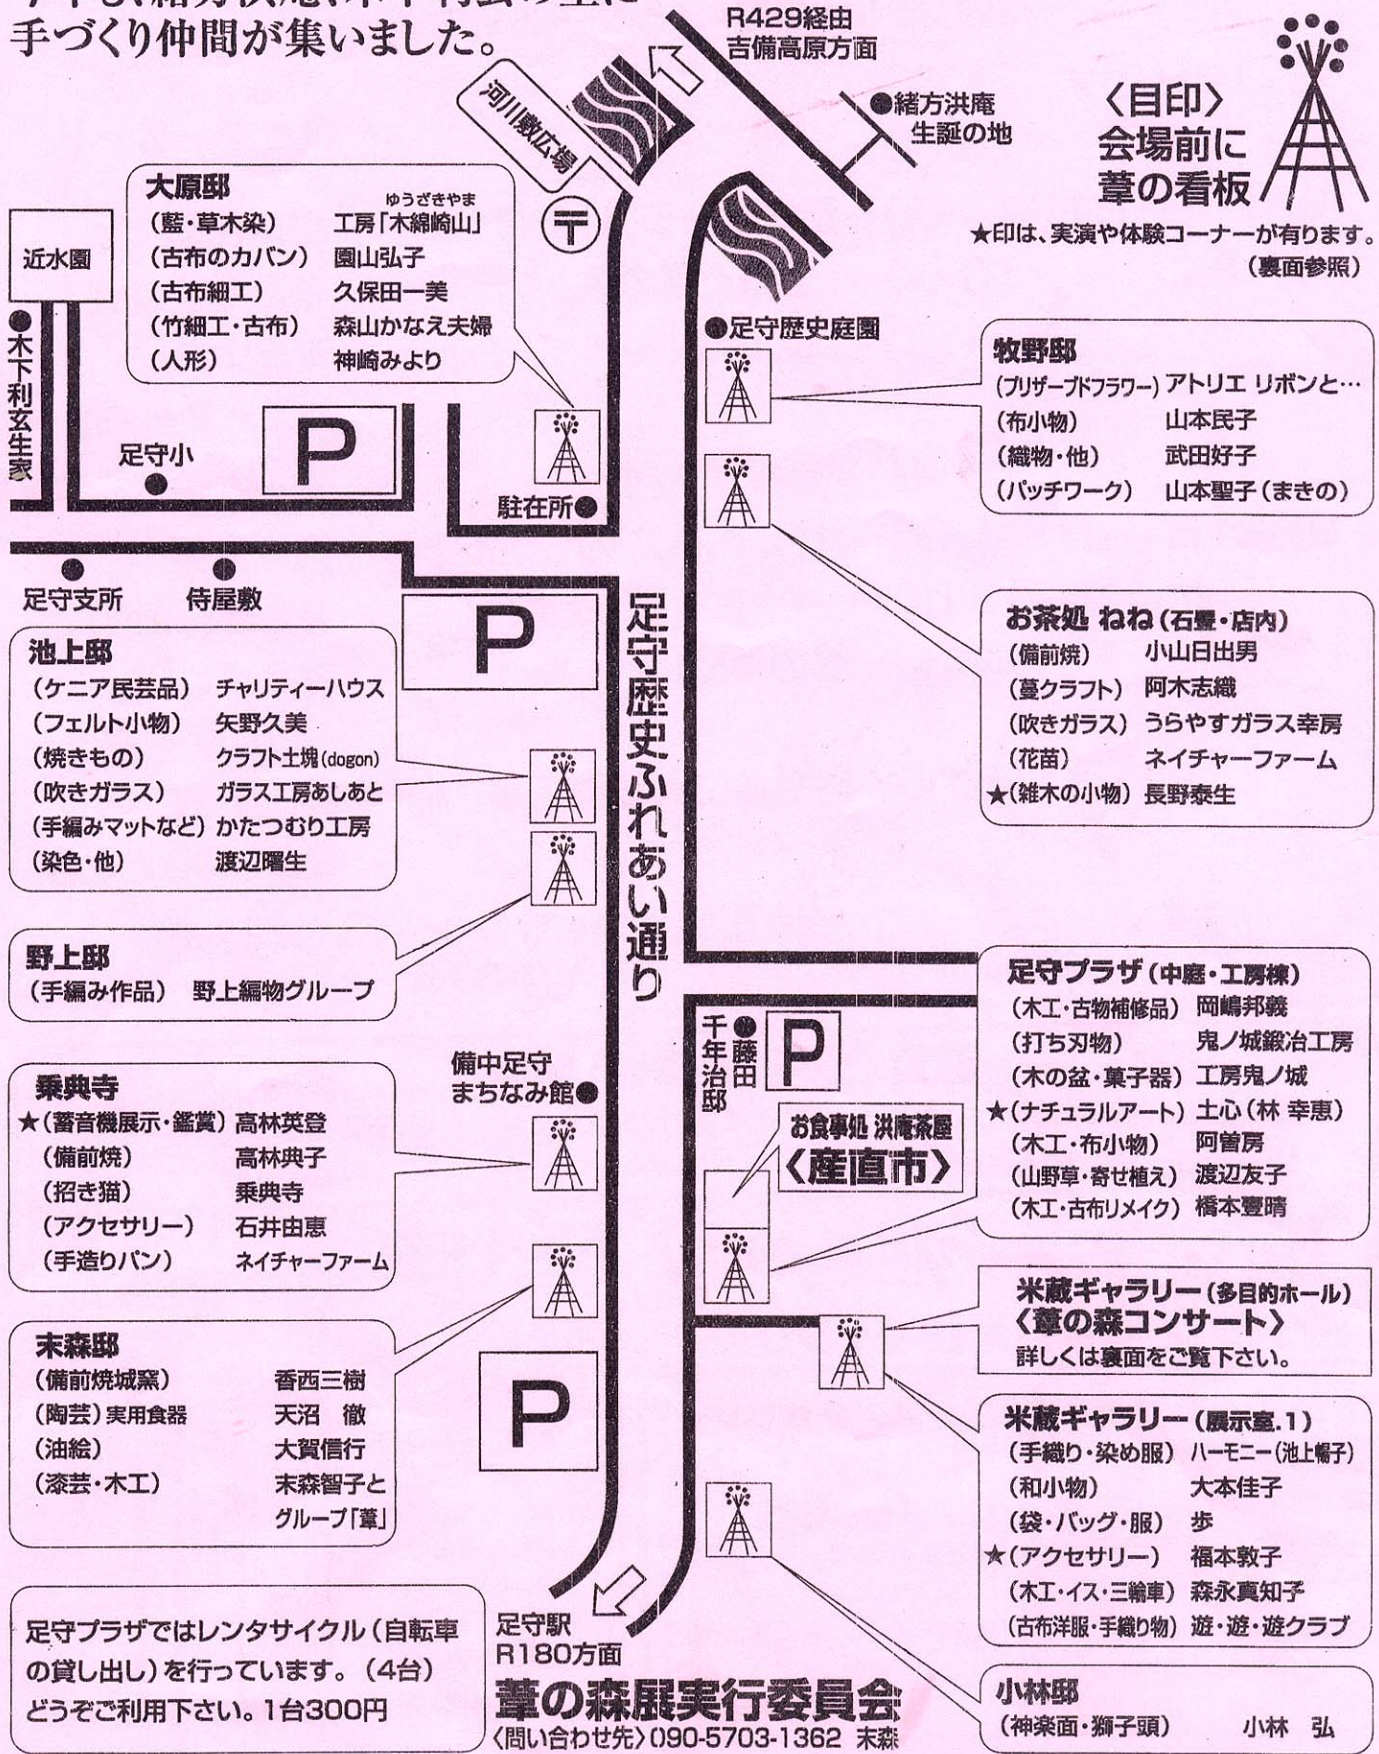 手づくり仲間が集いました。
R429経由
吉備高原方面
●緒方洪庵
生誕の地
〈目印〉
会場前に
葦の看板
★印は、実演や体験コーナーが有ります。
(裏面参照)
河川敷広場
〒
大原邸
(藍・草木染) 工房「木綿崎山」
ゆうざきやま
(古布のカバン) 園山弘子
(古布細工) 久保田一美
(竹細工・古布) 森山かなえ夫婦
(人形) 神崎みより
近水園
●木下利玄生家
足守小
P
駐在所●
●足守歴史庭園
牧野邸
(プリザーブドフラワー) アトリエ リボンと…
(布小物) 山本民子
(織物・他) 武田好子
(パッチワーク) 山本聖子(まきの)
足守支所
侍屋敷
P
足守歴史ふれあい通り
お茶処 ねね(石畳・店内)
(備前焼) 小山日出男
(蔓クラフト) 阿木志織
(吹きガラス) うらやすガラス幸房
(花苗) ネイチャーファーム
★(雑木の小物) 長野泰生
池上邸
(ケニア民芸品) チャリティーハウス
(フェルト小物) 矢野久美
(焼きもの) クラフト土塊(dogon)
(吹きガラス) ガラス工房あしあと
(手編みマットなど) かたつむり工房
(染色・他) 渡辺曙生
野上邸
(手編み作品) 野上編物グループ
足守プラザ(中庭・工房棟)
(木工・古物補修品) 岡嶋邦義
(打ち刃物) 鬼ノ城鍛冶工房
(木の盆・菓子器) 工房鬼ノ城
★(ナチュラルアート) 土心(林 幸恵)
(木工・布小物) 阿曽房
(山野草・寄せ植え) 渡辺友子
(木工・古布リメイク) 橋本豊晴
●藤田
千年治邸
P
お食事処 洪庵茶屋
〈産直市〉
備中足守
まちなみ館●
乗典寺
★(蓄音機展示・鑑賞) 高林英登
(備前焼) 高林典子
(招き猫) 乗典寺
(アクセサリー) 石井由恵
(手造りパン) ネイチャーファーム
米蔵ギャラリー(多目的ホール)
〈葦の森コンサート〉
詳しくは裏面をご覧下さい。
末森邸
(備前焼城窯) 香西三樹
(陶芸)実用食器 天沼 徹
(油絵) 大賀信行
(漆芸・木工) 末森智子と
グループ「葦」
P
米蔵ギャラリー(展示室.1)
(手織り・染め服) ハーモニー(池上暢子)
(和小物) 大本佳子
(袋・バッグ・服) 歩
★(アクセサリー) 福本敦子
(木工・イス・三輪車) 森永真知子
(古布洋服・手織り物) 遊・遊・遊クラブ
小林邸
(神楽面・獅子頭) 小林 弘
足守プラザではレンタサイクル(自転車
の貸し出し)を行っています。(4台)
どうぞご利用下さい。1台300円
足守駅
R180方面
葦の森展実行委員会
〈問い合わせ先〉090-5703-1362 末森